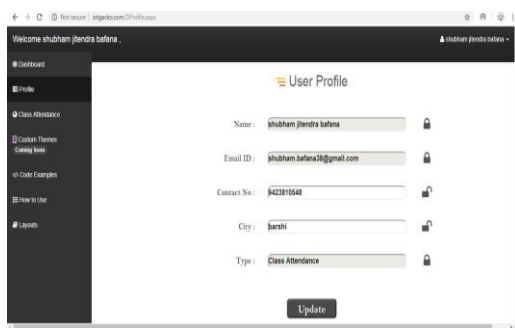 Not secure | iotgecko.com/DProfile.aspx
Welcome shubham jitendra bafana ,
shubham jitendra bafana
Dashboard
Profile
Class Attendance
Custom Themes
Coming Soon
Code Examples
How to Use
Layouts
User Profile
Name : shubham jitendra bafana
Email ID : shubham.bafana38@gmail.com
Contact No : 9423810548
City : barshi
Type : Class Attendance
Update